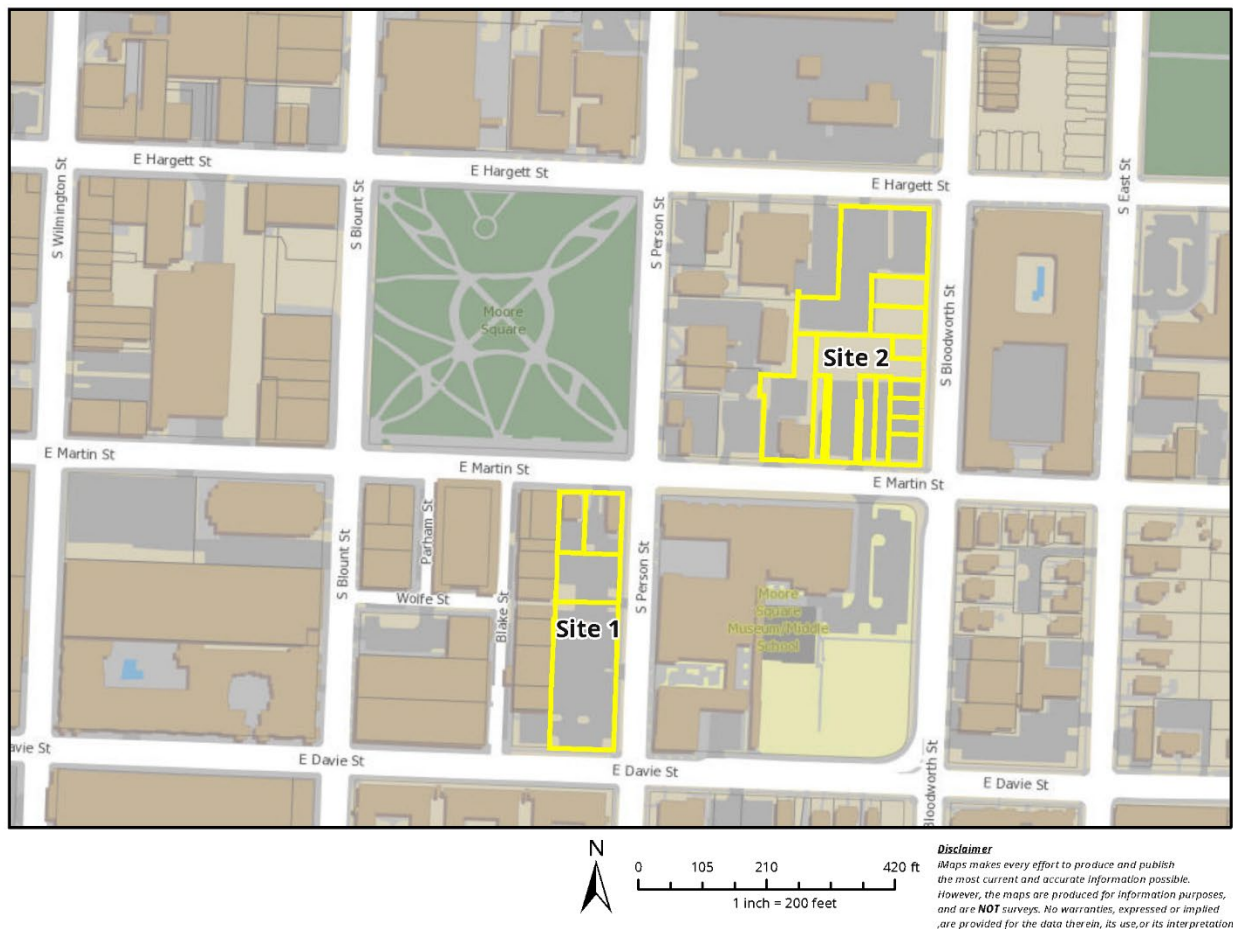 E Hargett St
E Hargett St
E Hargett St
S Wilmington St
S Blount St
S Person St
S East St
Moore
Square
S Bloodworth St
Site 2
E Martin St
E Martin St
E Martin St
S Blount St
Parham St
Wolfe St
Blake St
S Person St
Site 1
Moore
Square
Museum/Middle
School
avie St
E Davie St
E Davie St
Bloodworth St
E Davie St
N
0 105 210 420 ft
1 inch = 200 feet
Disclaimer
iMaps makes every effort to produce and publish
the most current and accurate information possible.
However, the maps are produced for information purposes,
and are NOT surveys. No warranties, expressed or implied
,are provided for the data therein, its use,or its interpretation